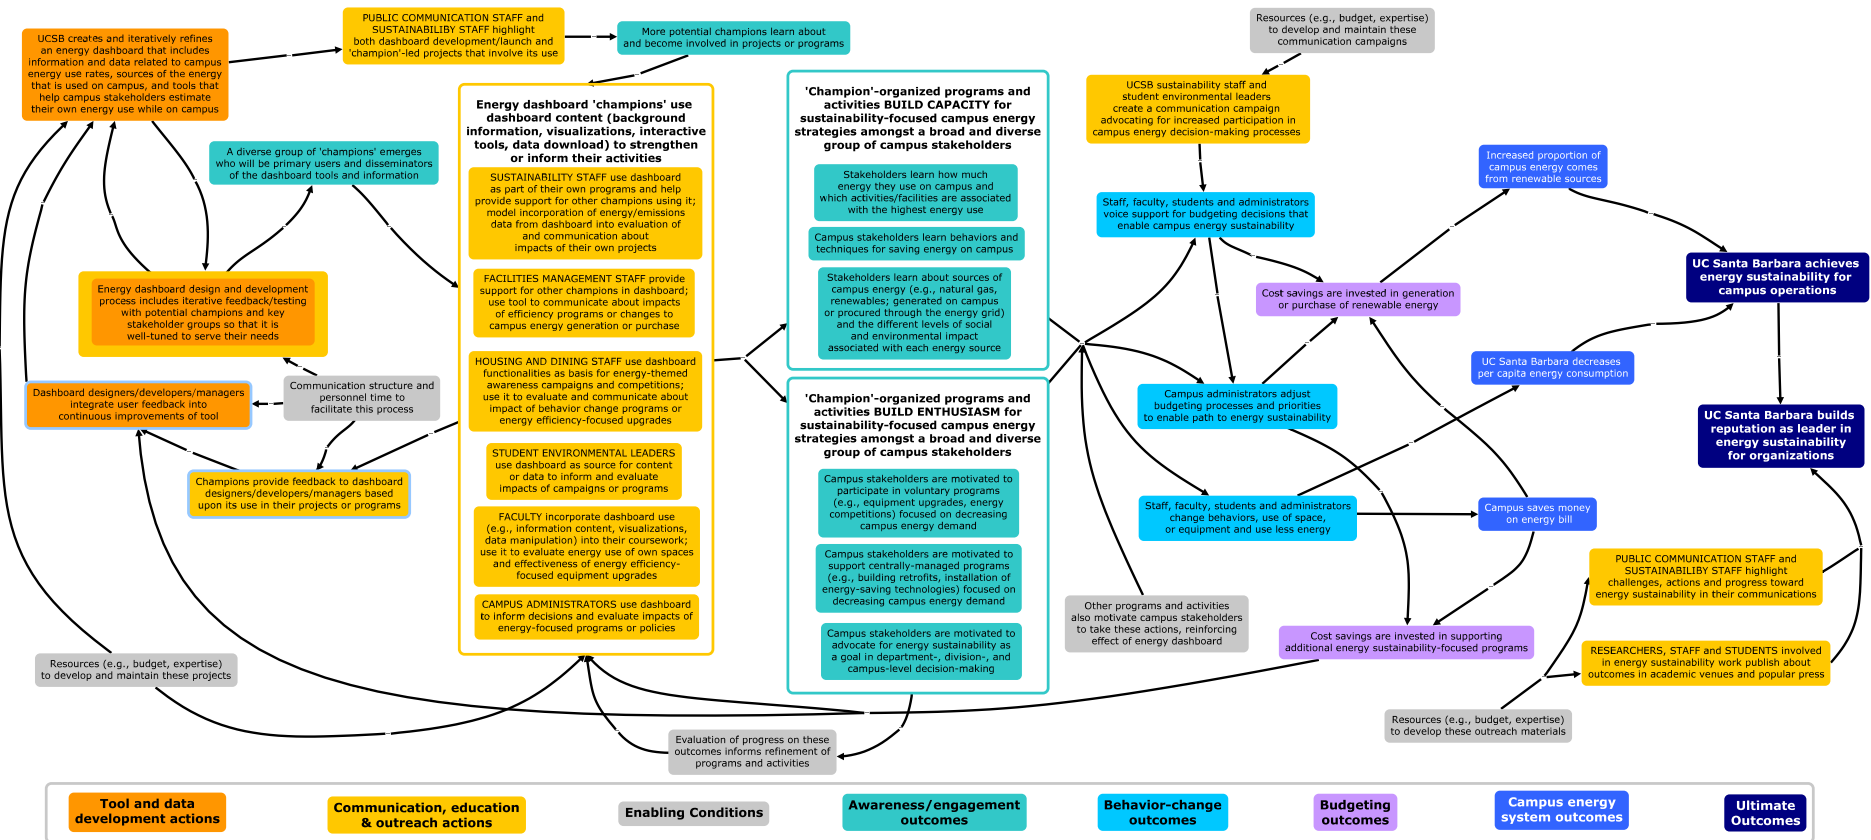 UCSB creates and iteratively refines
an energy dashboard that includes
information and data related to campus
energy use rates, sources of the energy
that is used on campus, and tools that
help campus stakeholders estimate
their own energy use while on campus
PUBLIC COMMUNICATION STAFF and
SUSTAINABILIBY STAFF highlight
both dashboard development/launch and
'champion'-led projects that involve its use
More potential champions learn about
and become involved in projects or programs
A diverse group of 'champions' emerges
who will be primary users and disseminators
of the dashboard tools and information
Energy dashboard design and development
process includes iterative feedback/testing
with potential champions and key
stakeholder groups so that it is
well-tuned to serve their needs
Dashboard designers/developers/managers
integrate user feedback into
continuous improvements of tool
Communication structure and
personnel time to
facilitate this process
Champions provide feedback to dashboard
designers/developers/managers based
upon its use in their projects or programs
Resources (e.g., budget, expertise)
to develop and maintain these projects
Energy dashboard 'champions' use
dashboard content (background
information, visualizations, interactive
tools, data download) to strengthen
or inform their activities
SUSTAINABILITY STAFF use dashboard
as part of their own programs and help
provide support for other champions using it;
model incorporation of energy/emissions
data from dashboard into evaluation of
and communication about
impacts of their own projects
FACILITIES MANAGEMENT STAFF provide
support for other champions in dashboard;
use tool to communicate about impacts
of efficiency programs or changes to
campus energy generation or purchase
HOUSING AND DINING STAFF use dashboard
functionalities as basis for energy-themed
awareness campaigns and competitions;
use it to evaluate and communicate about
impact of behavior change programs or
energy efficiency-focused upgrades
STUDENT ENVIRONMENTAL LEADERS
use dashboard as source for content
or data to inform and evaluate
impacts of campaigns or programs
FACULTY incorporate dashboard use
(e.g., information content, visualizations,
data manipulation) into their coursework;
use it to evaluate energy use of own spaces
and effectiveness of energy efficiency-
focused equipment upgrades
CAMPUS ADMINISTRATORS use dashboard
to inform decisions and evaluate impacts of
energy-focused programs or policies
Evaluation of progress on these
outcomes informs refinement of
programs and activities
'Champion'-organized programs and
activities BUILD CAPACITY for
sustainability-focused campus energy
strategies amongst a broad and diverse
group of campus stakeholders
Stakeholders learn how much
energy they use on campus and
which activities/facilities are associated
with the highest energy use
Campus stakeholders learn behaviors and
techniques for saving energy on campus
Stakeholders learn about sources of
campus energy (e.g., natural gas,
renewables; generated on campus
or procured through the energy grid)
and the different levels of social
and environmental impact
associated with each energy source
'Champion'-organized programs and
activities BUILD ENTHUSIASM for
sustainability-focused campus energy
strategies amongst a broad and diverse
group of campus stakeholders
Campus stakeholders are motivated to
participate in voluntary programs
(e.g., equipment upgrades, energy
competitions) focused on decreasing
campus energy demand
Campus stakeholders are motivated to
support centrally-managed programs
(e.g., building retrofits, installation of
energy-saving technologies) focused on
decreasing campus energy demand
Campus stakeholders are motivated to
advocate for energy sustainability as
a goal in department-, division-, and
campus-level decision-making
Resources (e.g., budget, expertise)
to develop and maintain these
communication campaigns
UCSB sustainability staff and
student environmental leaders
create a communication campaign
advocating for increased participation in
campus energy decision-making processes
Staff, faculty, students and administrators
voice support for budgeting decisions that
enable campus energy sustainability
Cost savings are invested in generation
or purchase of renewable energy
Campus administrators adjust
budgeting processes and priorities
to enable path to energy sustainability
Staff, faculty, students and administrators
change behaviors, use of space,
or equipment and use less energy
Other programs and activities
also motivate campus stakeholders
to take these actions, reinforcing
effect of energy dashboard
Increased proportion of
campus energy comes
from renewable sources
UC Santa Barbara decreases
per capita energy consumption
Campus saves money
on energy bill
Cost savings are invested in supporting
additional energy sustainability-focused programs
UC Santa Barbara achieves
energy sustainability for
campus operations
UC Santa Barbara builds
reputation as leader in
energy sustainability
for organizations
PUBLIC COMMUNICATION STAFF and
SUSTAINABILIBY STAFF highlight
challenges, actions and progress toward
energy sustainability in their communications
RESEARCHERS, STAFF and STUDENTS involved
in energy sustainability work publish about
outcomes in academic venues and popular press
Resources (e.g., budget, expertise)
to develop these outreach materials
Tool and data
development actions
Communication, education
& outreach actions
Enabling Conditions
Awareness/engagement
outcomes
Behavior-change
outcomes
Budgeting
outcomes
Campus energy
system outcomes
Ultimate
Outcomes